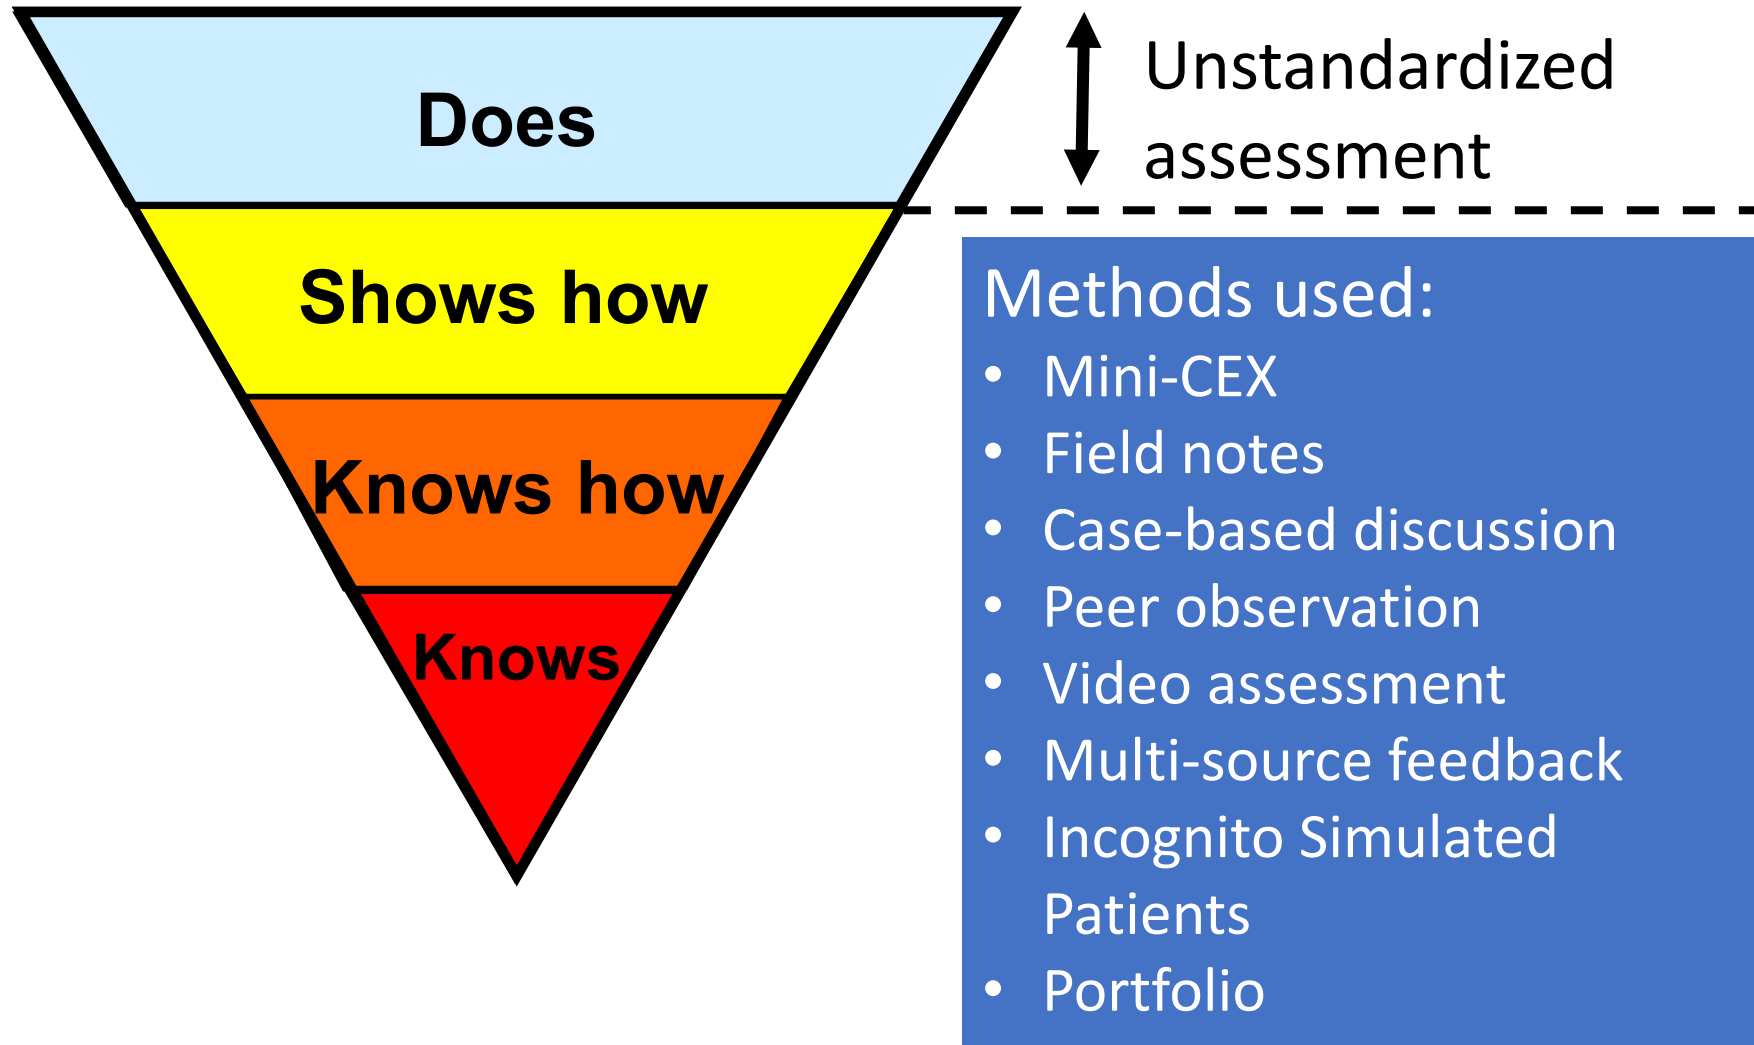 Does
Shows how
Knows how
Knows
Unstandardized
assessment
Methods used:
• Mini-CEX
• Field notes
• Case-based discussion
• Peer observation
• Video assessment
• Multi-source feedback
• Incognito Simulated
Patients
• Portfolio